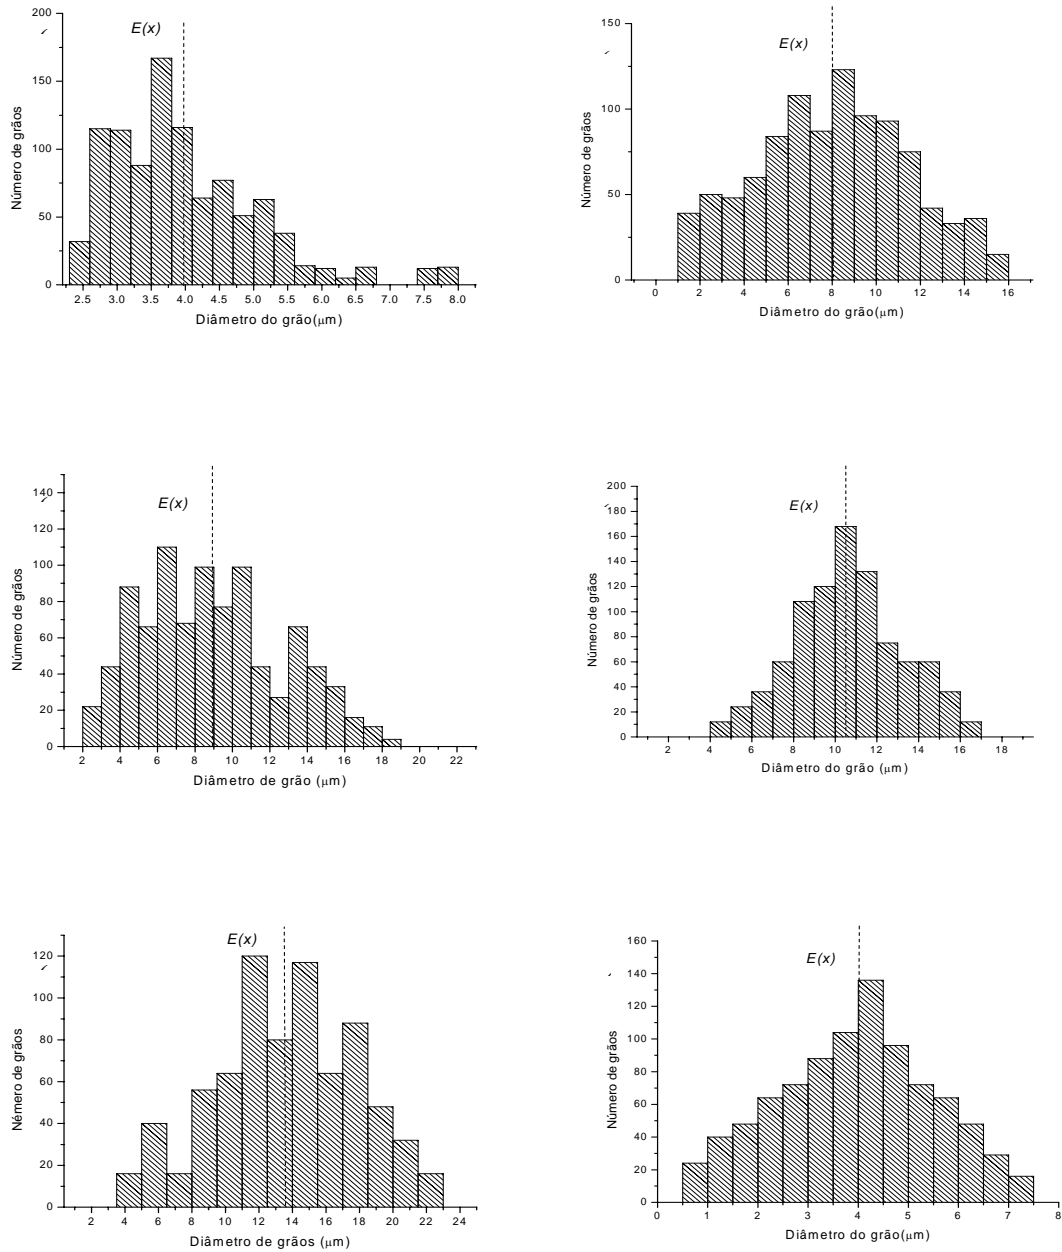 E(x)
Número de grãos
200
150
100
50
0
2.5 3.0 3.5 4.0 4.5 5.0 5.5 6.0 6.5 7.0 7.5 8.0
Diâmetro do grão(μm)
E(x)
Número de grãos
150
100
50
0
0 2 4 6 8 10 12 14 16
Diâmetro do grão(μm)
E(x)
Número de grãos
140
120
100
80
60
40
20
0
2 4 6 8 10 12 14 16 18 20 22
Diâmetro de grão (μm)
E(x)
Número de grãos
200
180
160
140
120
100
80
60
40
20
0
2 4 6 8 10 12 14 16 18
Diâmetro do grão (μm)
E(x)
Némero de grãos
120
100
80
60
40
20
0
2 4 6 8 10 12 14 16 18 20 22 24
Diâmetro de grãos (μm)
E(x)
Número de grãos
160
140
120
100
80
60
40
20
0
0 1 2 3 4 5 6 7 8
Diâmetro do grão(μm)